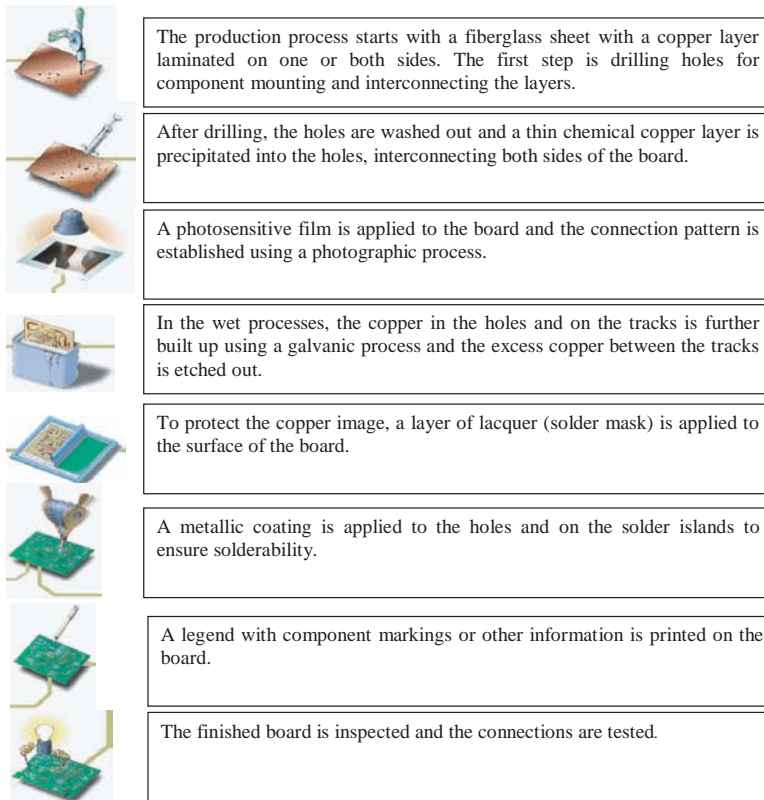 The production process starts with a fiberglass sheet with a copper layer
laminated on one or both sides. The first step is drilling holes for
component mounting and interconnecting the layers.
After drilling, the holes are washed out and a thin chemical copper layer is
precipitated into the holes, interconnecting both sides of the board.
A photosensitive film is applied to the board and the connection pattern is
established using a photographic process.
In the wet processes, the copper in the holes and on the tracks is further
built up using a galvanic process and the excess copper between the tracks
is etched out.
To protect the copper image, a layer of lacquer (solder mask) is applied to
the surface of the board.
A metallic coating is applied to the holes and on the solder islands to
ensure solderability.
A legend with component markings or other information is printed on the
board.
The finished board is inspected and the connections are tested.